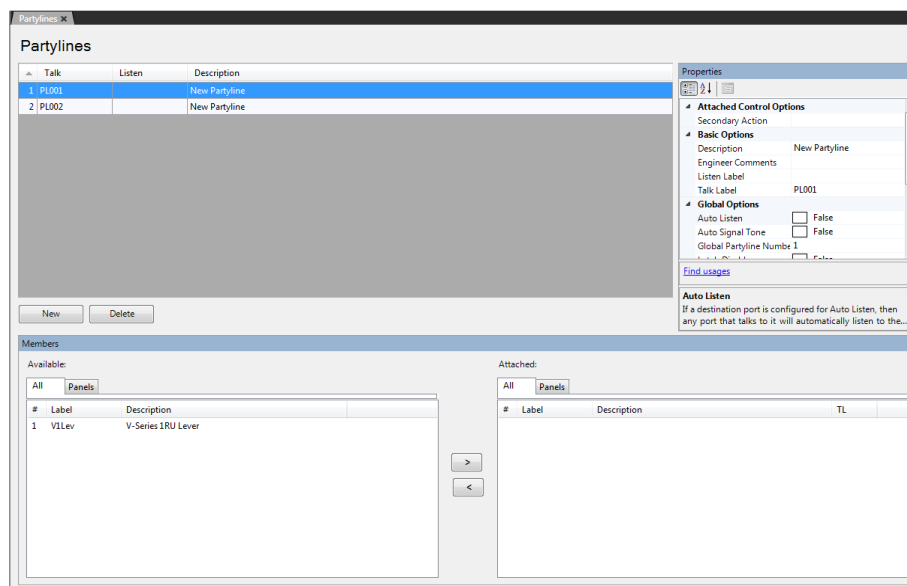 Partylines
Partylines
Talk Listen Description
1 PL001 New Partyline
2 PL002 New Partyline
New Delete
Properties
Attached Control Options
Secondary Action
Basic Options
Description New Partyline
Engineer Comments
Listen Label
Talk Label PL001
Global Options
Auto Listen False
Auto Signal Tone False
Global Partyline Numbe 1
Find usages
Auto Listen
If a destination port is configured for Auto Listen, then
any port that talks to it will automatically listen to the...
Members
Available:
All Panels
# Label Description
1 V1Lev V-Series 1RU Lever
>
<
Attached:
All Panels
# Label Description TL